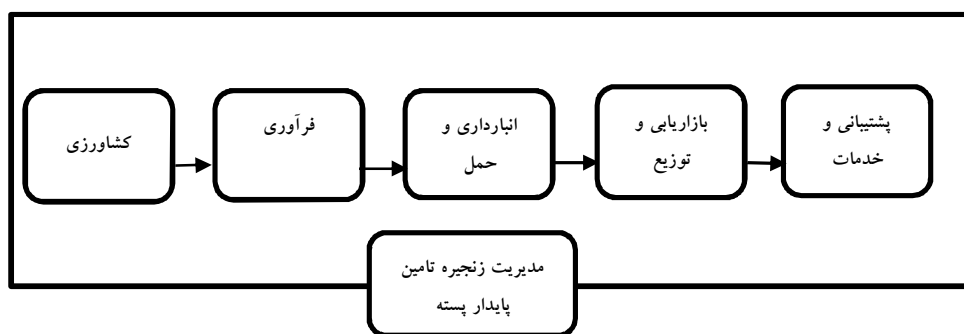 کشاورزی
فرآوری
انبارداری و
حمل
بازاریابی و
توزیع
پشتیبانی و
خدمات
مدیریت زنجیره تامین
پایدار پسته